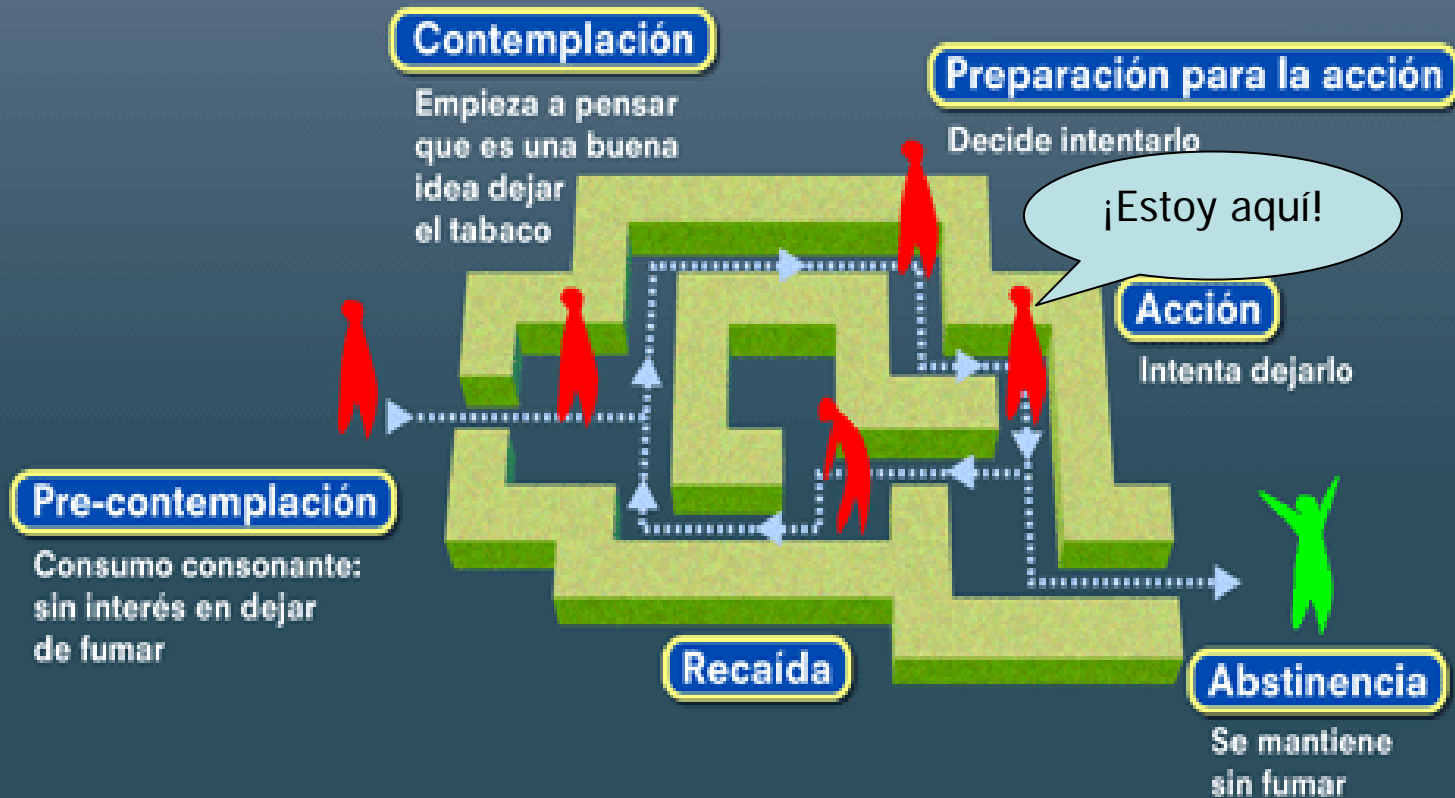 Contemplación
Empieza a pensar
que es una buena
idea dejar
el tabaco
Preparación para la acción
Decide intentarlo
¡Estoy aquí!
Acción
Intenta dejarlo
Pre-contemplación
Consumo consonante:
sin interés en dejar
de fumar
Recaída
Abstinencia
Se mantiene
sin fumar